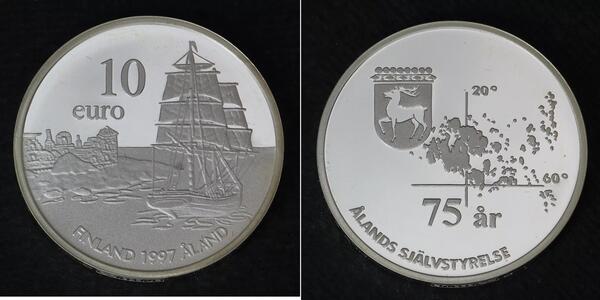 10
euro
FINLAND 1997 ÅLAND
20°
60°
75 år
ÅLANDS SJÄLVSTYRELSE